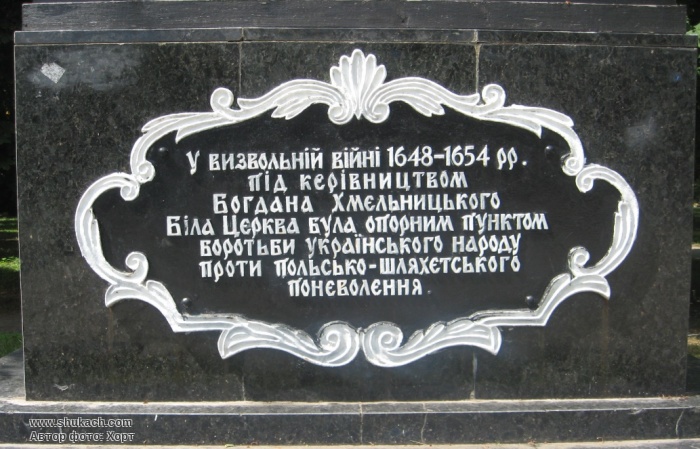 У визвольній війні 1648-1654 рр.
під керівництвом
Богдана Хмельницького
Біла Церква була опорним пунктом
боротьби українського народу
проти польсько-шляхетського
поневолення
www.shukach.com
Автор фото: Хорт